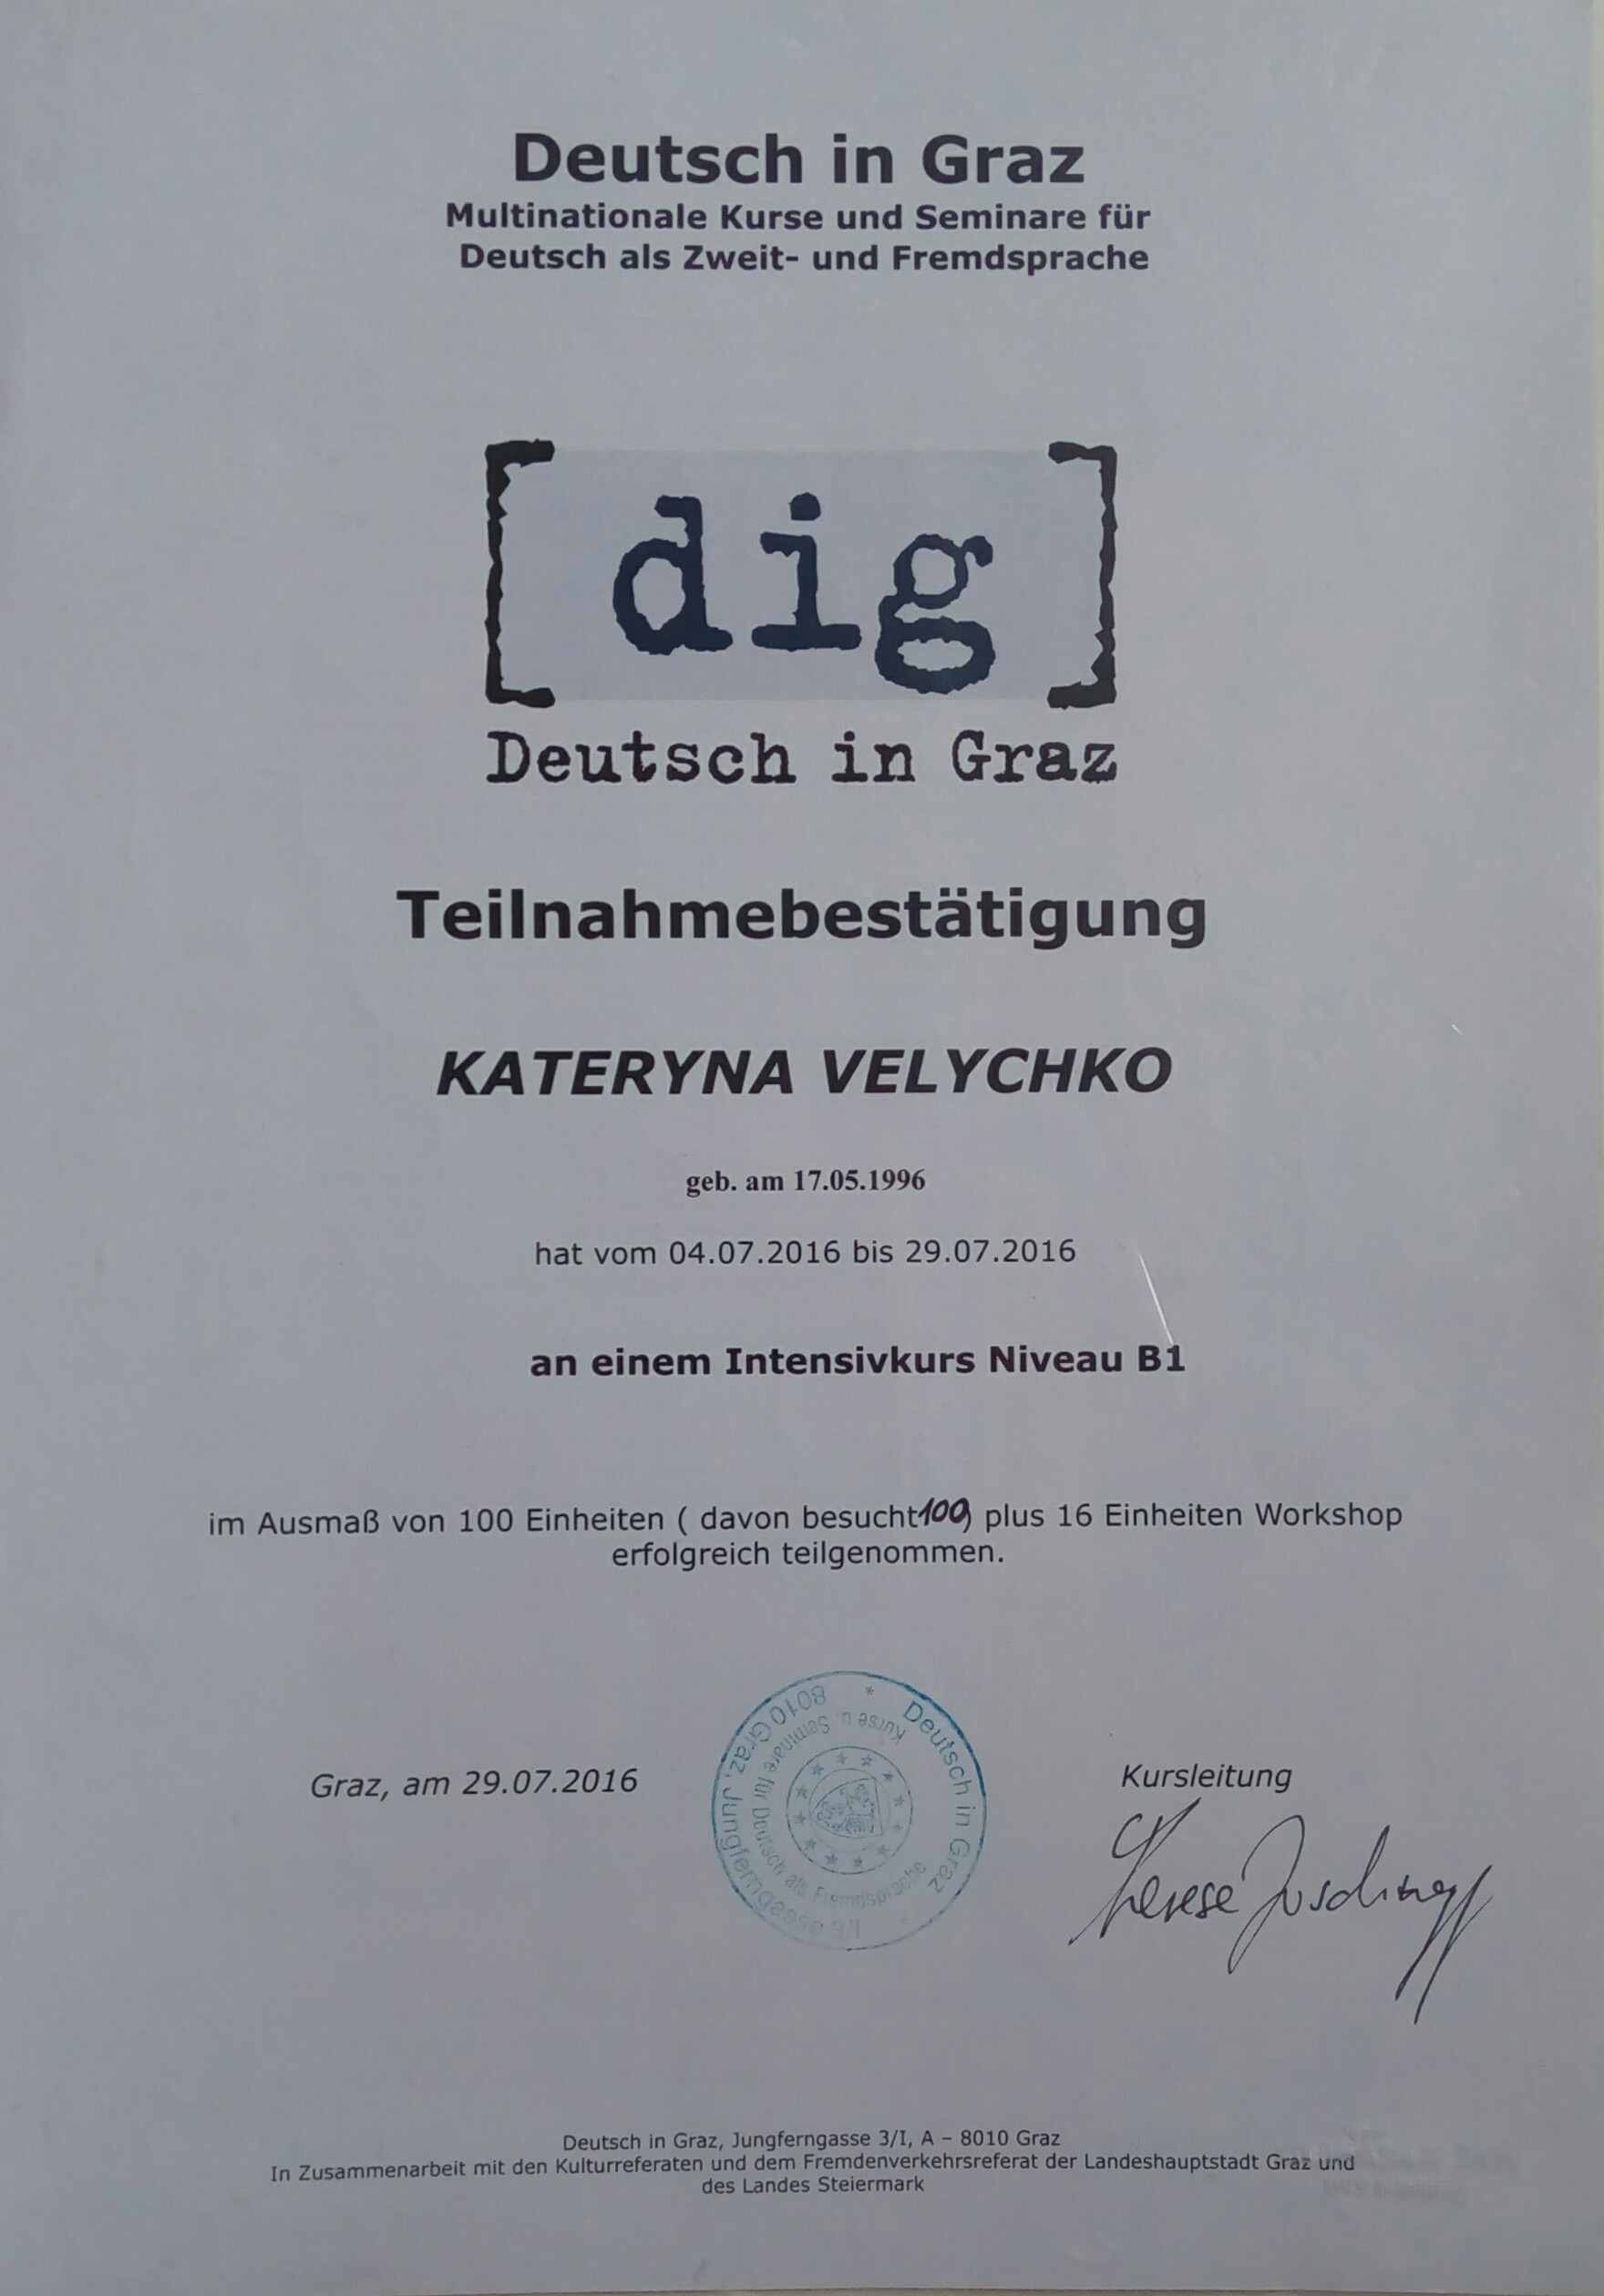 Deutsch in Graz
Multinationale Kurse und Seminare für
Deutsch als Zweit- und Fremdsprache
dig
Deutsch in Graz
Teilnahmebestätigung
KATERYNA VELYCHKO
geb. am 17.05.1996
hat vom 04.07.2016 bis 29.07.2016
an einem Intensivkurs Niveau B1
im Ausmaß von 100 Einheiten ( davon besucht 100) plus 16 Einheiten Workshop
erfolgreich teilgenommen.
Graz, am 29.07.2016
Deutsch in Graz
8010 Graz, Jungferngasse 3/I
Kurse u. Seminare für Deutsch als Fremdsprache
Kursleitung
Deutsch in Graz, Jungferngasse 3/I, A – 8010 Graz
In Zusammenarbeit mit den Kulturreferaten und dem Fremdenverkehrsreferat der Landeshauptstadt Graz und
des Landes Steiermark